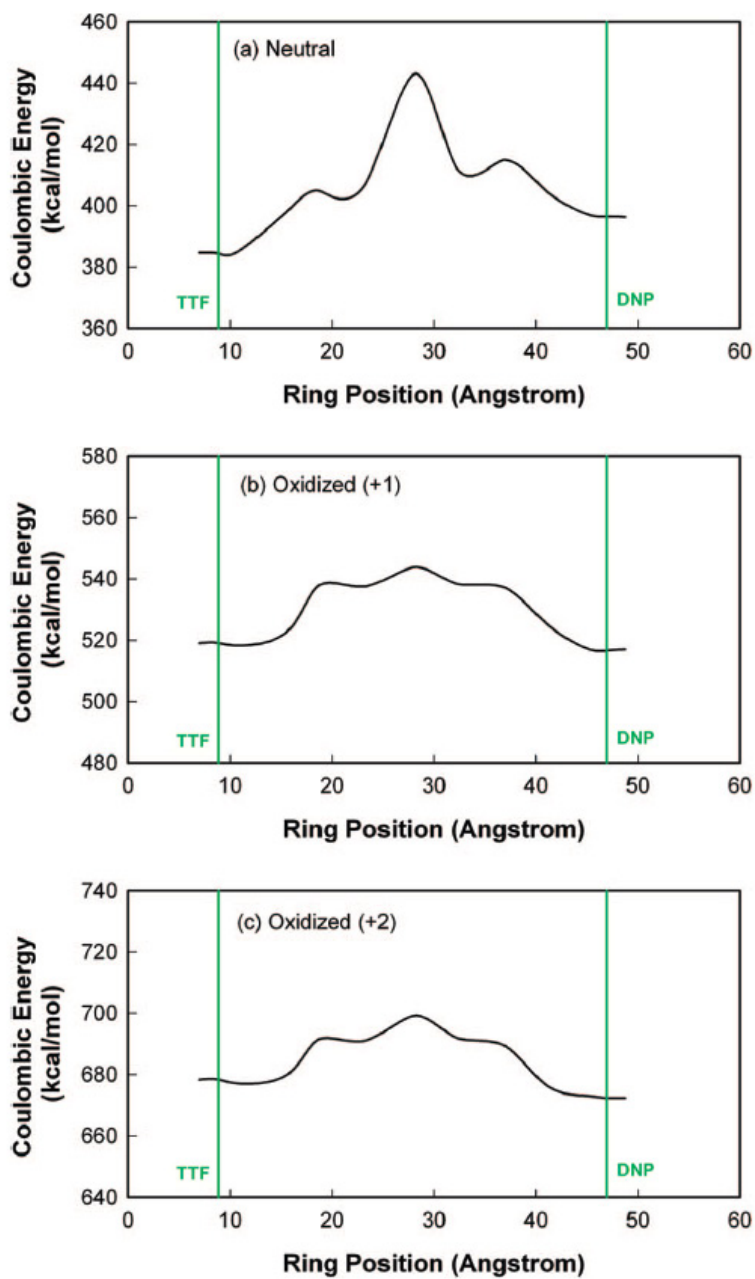 460
440
420
400
380
360
Coulombic Energy
(kcal/mol)
(a) Neutral
TTF
DNP
0 10 20 30 40 50 60
Ring Position (Angstrom)
580
560
540
520
500
480
Coulombic Energy
(kcal/mol)
(b) Oxidized (+1)
TTF
DNP
0 10 20 30 40 50 60
Ring Position (Angstrom)
740
720
700
680
660
640
Coulombic Energy
(kcal/mol)
(c) Oxidized (+2)
TTF
DNP
0 10 20 30 40 50 60
Ring Position (Angstrom)